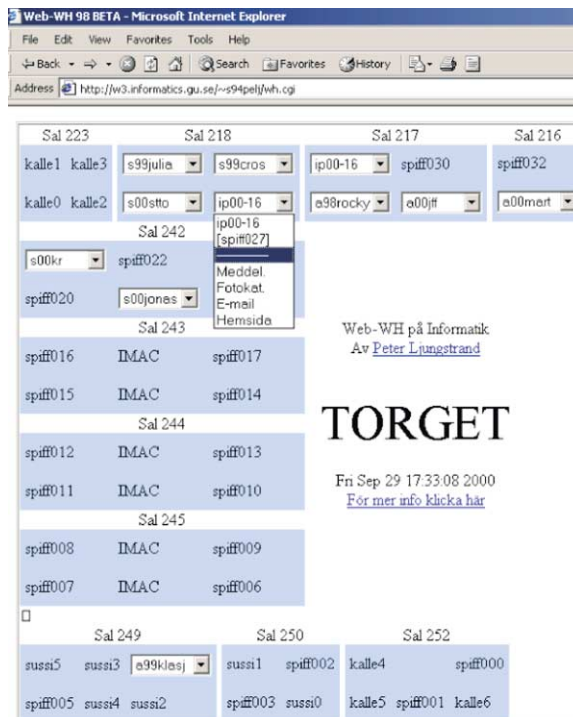 Web-WH 98 BETA - Microsoft Internet Explorer
File Edit View Favorites Tools Help
Back Search Favorites History
Address http://w3.informatics.gu.se/~s94pelj/wh.cgi
Sal 223 Sal 218 Sal 217 Sal 216
kalle1 kalle3 s99julia s99cros ip00-16 spiff030 spiff032
kalle0 kalle2 s00stto ip00-16 a98rocky a00jff a00mart
ip00-16
[spiff027]
Meddel.
Fotokat.
E-mail
Hemsida
Sal 242
s00kr spiff022
spiff020 s00jonas
Sal 243
spiff016 IMAC spiff017
spiff015 IMAC spiff014
Sal 244
spiff012 IMAC spiff013
spiff011 IMAC spiff010
Sal 245
spiff008 IMAC spiff009
spiff007 IMAC spiff006
Web-WH på Informatik
Av Peter Ljungstrand
TORGET
Fri Sep 29 17:33:08 2000
För mer info klicka här
Sal 249 Sal 250 Sal 252
sussi5 sussi3 a99klasj sussi1 spiff002 kalle4 spiff000
spiff005 sussi4 sussi2 spiff003 sussi0 kalle5 spiff001 kalle6